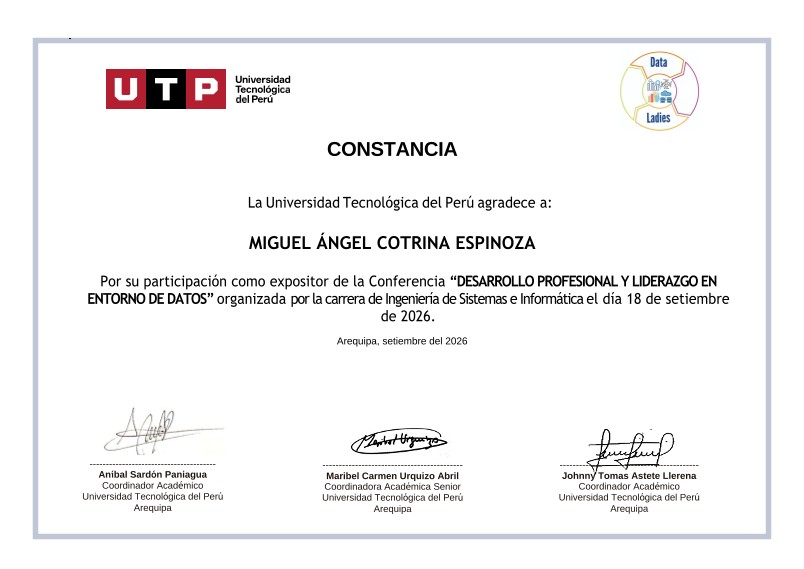 UTP
Universidad
Tecnológica
del Perú
Data
Ladies
CONSTANCIA
La Universidad Tecnológica del Perú agradece a:
MIGUEL ÁNGEL COTRINA ESPINOZA
Por su participación como expositor de la Conferencia “DESARROLLO PROFESIONAL Y LIDERAZGO EN
ENTORNO DE DATOS” organizada por la carrera de Ingeniería de Sistemas e Informática el día 18 de setiembre
de 2026.
Arequipa, setiembre del 2026
Maribel Urquizo
Aníbal Sardón Paniagua
Coordinador Académico
Universidad Tecnológica del Perú
Arequipa
Maribel Carmen Urquizo Abril
Coordinadora Académica Senior
Universidad Tecnológica del Perú
Arequipa
Johnny Tomas Astete Llerena
Coordinador Académico
Universidad Tecnológica del Perú
Arequipa